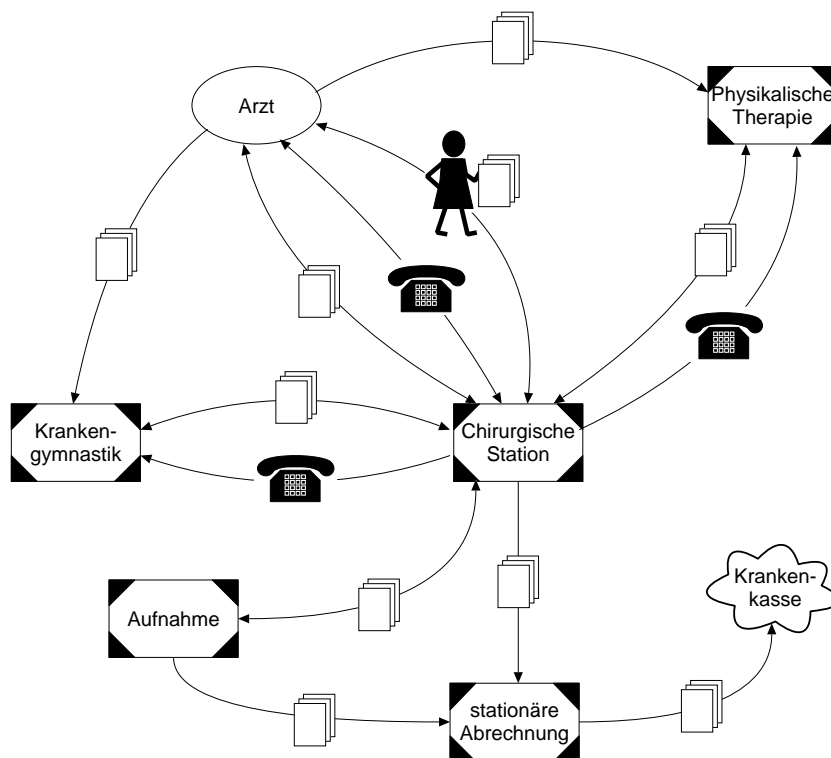 Arzt
Physikalische
Therapie
Kranken-
gymnastik
Chirurgische
Station
Aufnahme
Kranken-
kasse
stationäre
Abrechnung